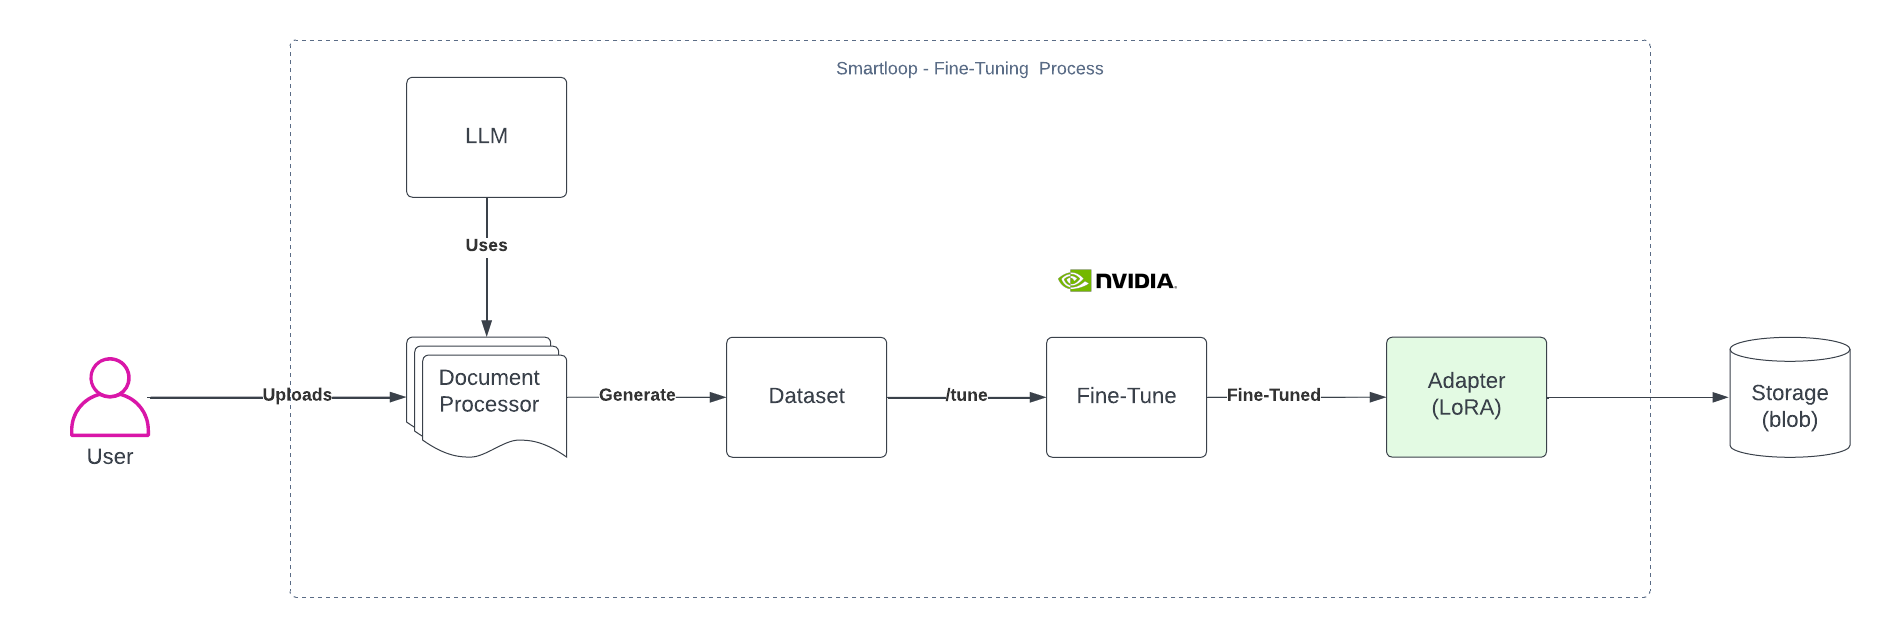 Smartloop - Fine-Tuning  Process
LLM
Uses
NVIDIA
User
Uploads
Document
Processor
Generate
Dataset
/tune
Fine-Tune
Fine-Tuned
Adapter
(LoRA)
Storage
(blob)